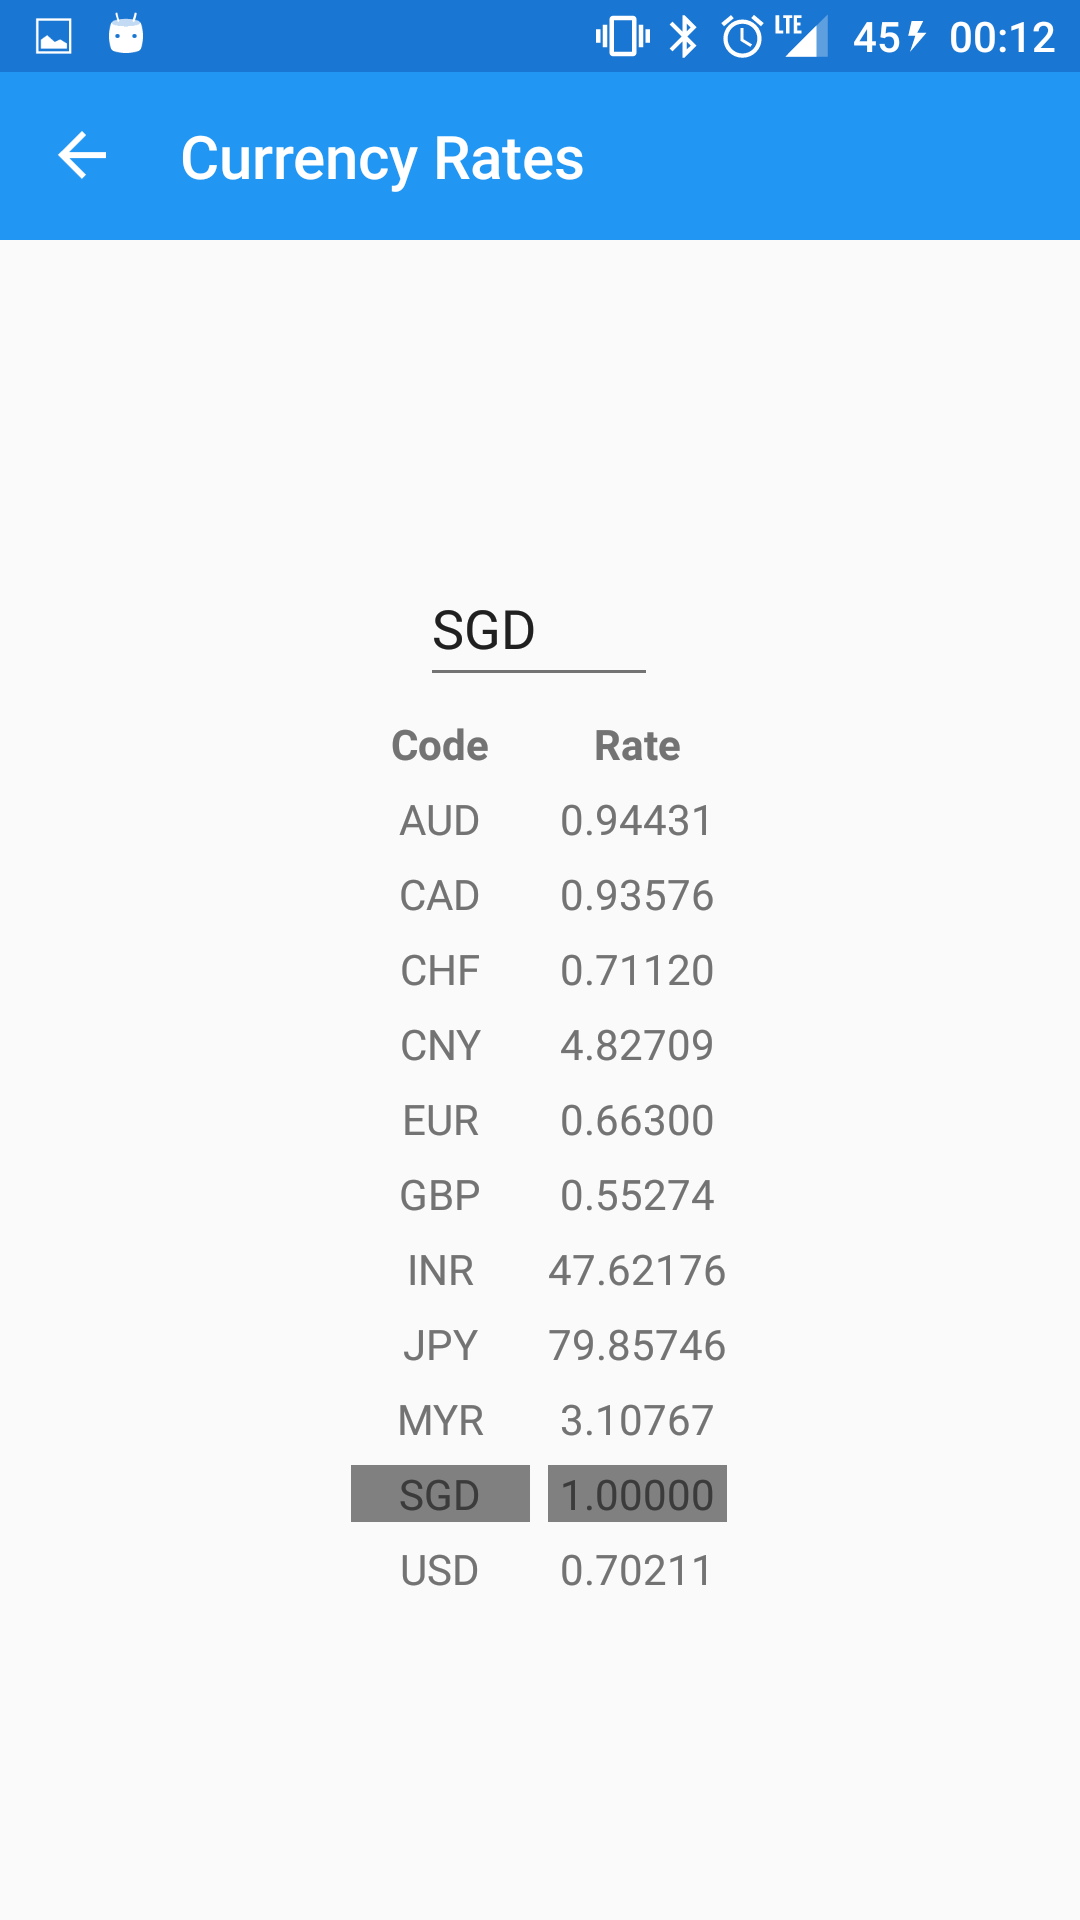 LTE 45 00:12
Currency Rates
SGD
Code Rate
AUD 0.94431
CAD 0.93576
CHF 0.71120
CNY 4.82709
EUR 0.66300
GBP 0.55274
INR 47.62176
JPY 79.85746
MYR 3.10767
SGD 1.00000
USD 0.70211